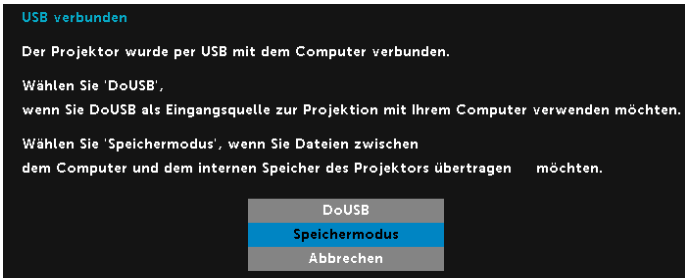 USB verbunden
Der Projektor wurde per USB mit dem Computer verbunden.
Wählen Sie 'DoUSB',
wenn Sie DoUSB als Eingangsquelle zur Projektion mit Ihrem Computer verwenden möchten.
Wählen Sie 'Speichermodus', wenn Sie Dateien zwischen
dem Computer und dem internen Speicher des Projektors übertragen möchten.
DoUSB
Speichermodus
Abbrechen